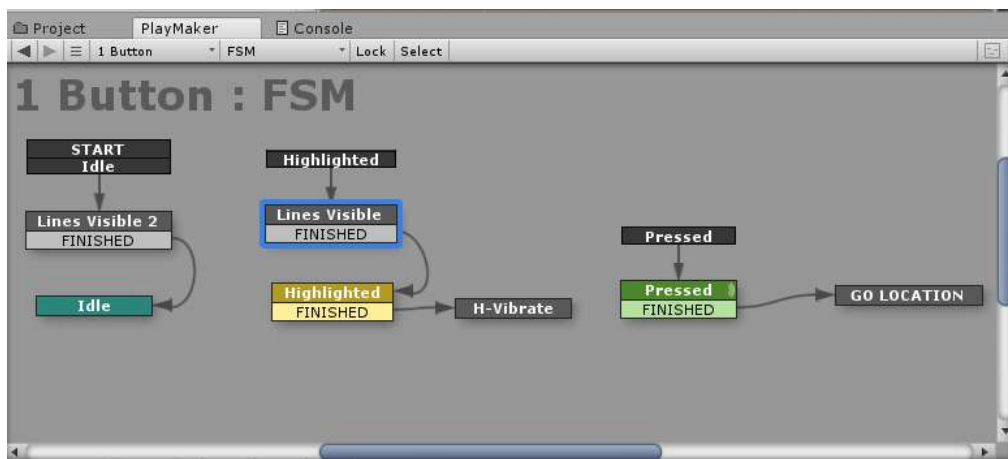 Project PlayMaker Console
1 Button FSM Lock Select
1 Button : FSM
START
Idle
Lines Visible 2
FINISHED
Idle
Highlighted
Lines Visible
FINISHED
Highlighted
FINISHED
H-Vibrate
Pressed
Pressed
FINISHED
GO LOCATION